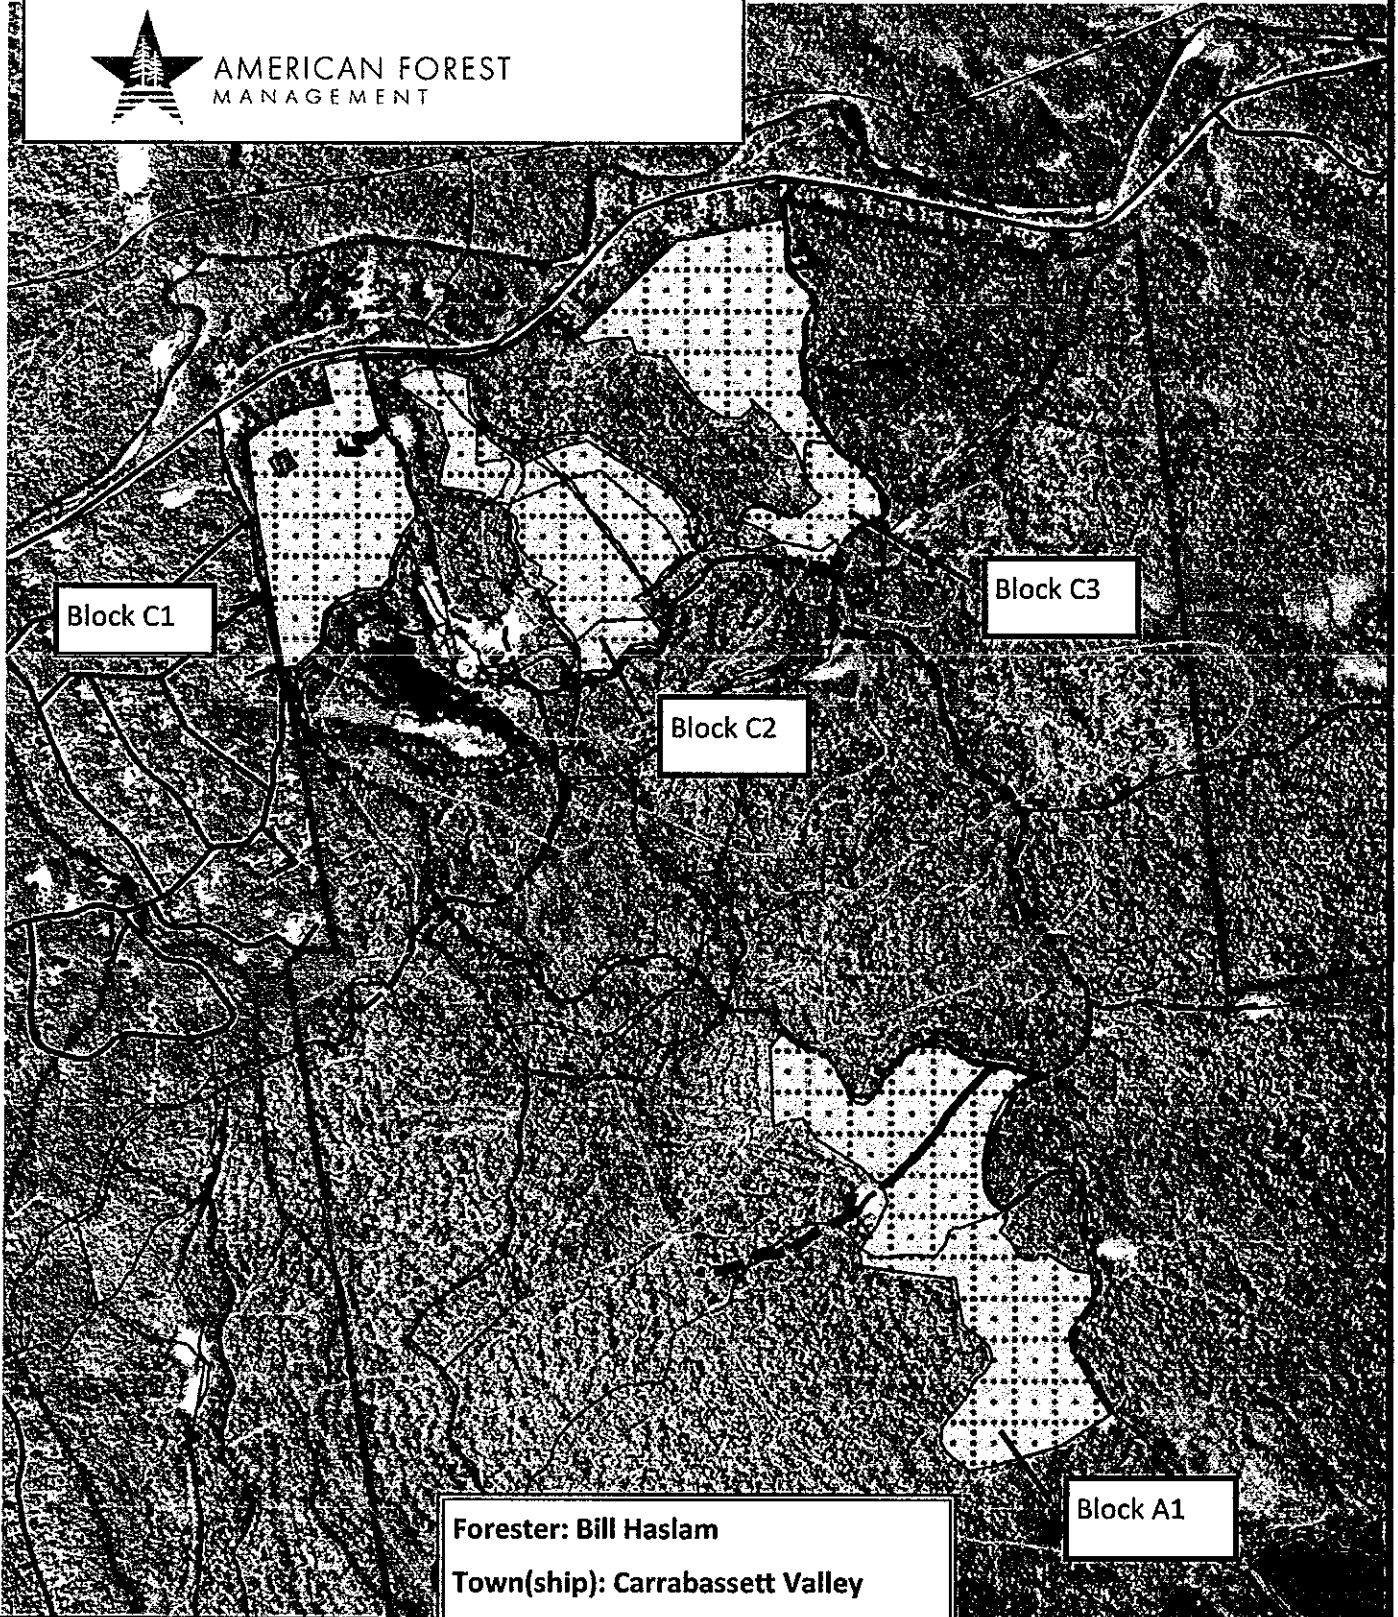 AMERICAN FOREST
MANAGEMENT
Block C1
Block C3
Block C2
Block A1
Forester: Bill Haslam
Town(ship): Carrabassett Valley